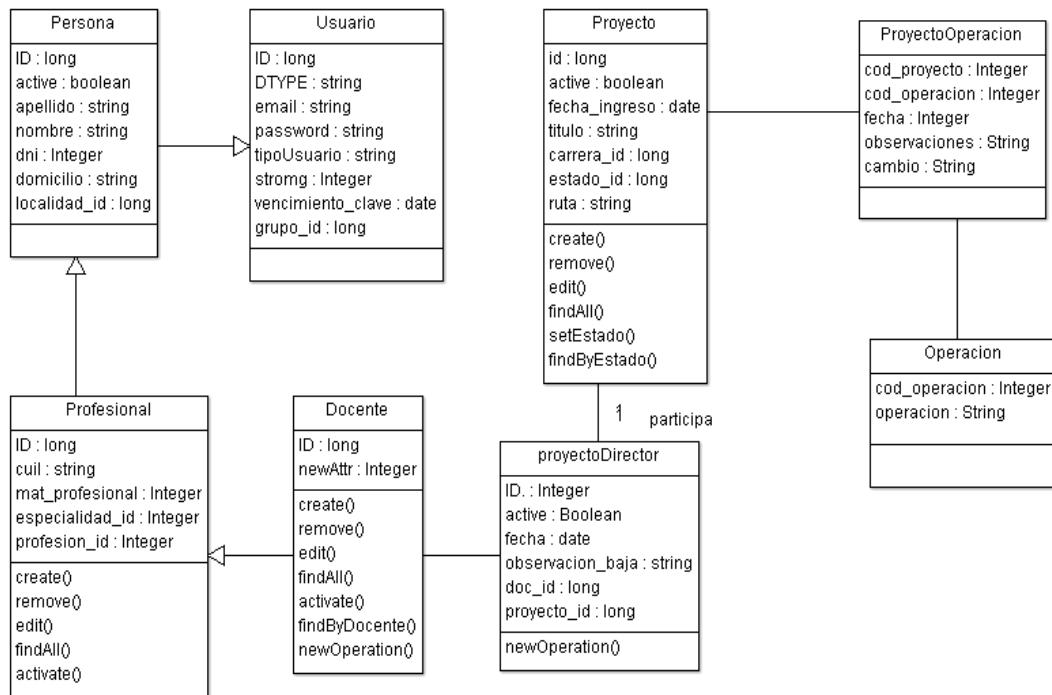 Persona
ID : long
active : boolean
apellido : string
nombre : string
dni : Integer
domicilio : string
localidad_id : long
Usuario
ID : long
DTYPE : string
email : string
password : string
tipoUsuario : string
stromg : Integer
vencimiento_clave : date
grupo_id : long
Proyecto
id : long
active : boolean
fecha_ingreso : date
titulo : string
carrera_id : long
estado_id : long
ruta : string
create()
remove()
edit()
findAll()
setEstado()
findByEstado()
ProyectoOperacion
cod_proyecto : Integer
cod_operacion : Integer
fecha : Integer
observaciones : String
cambio : String
Operacion
cod_operacion : Integer
operacion : String
1
participa
Profesional
ID : long
cuil : string
mat_profesional : Integer
especialidad_id : Integer
profesion_id : Integer
create()
remove()
edit()
findAll()
activate()
Docente
ID : long
newAttr : Integer
create()
remove()
edit()
findAll()
activate()
findByDocente()
newOperation()
proyectoDirector
ID. : Integer
active : Boolean
fecha : date
observacion_baja : string
doc_id : long
proyecto_id : long
newOperation()